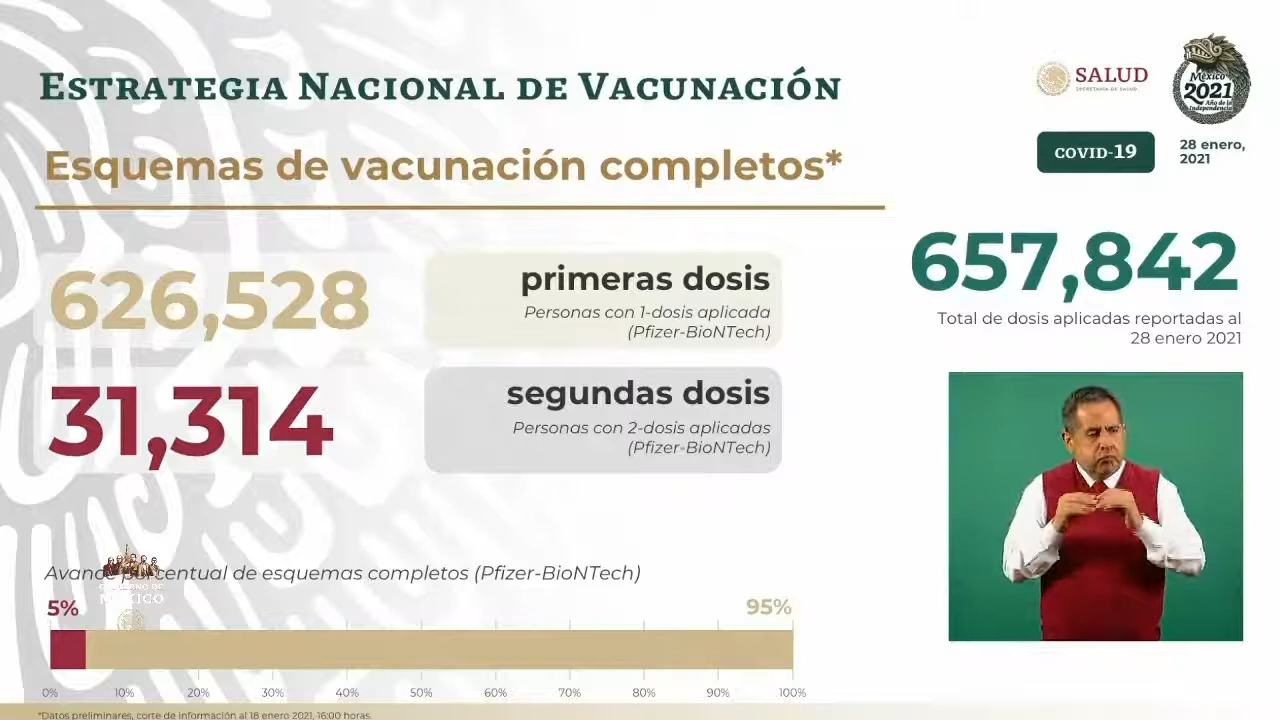 Estrategia Nacional de Vacunación
SALUD
SECRETARÍA DE SALUD
México
2021
Año de la
Independencia
Esquemas de vacunación completos*
COVID-19
28 enero,
2021
626,528
primeras dosis
Personas con 1-dosis aplicada
(Pfizer-BioNTech)
657,842
Total de dosis aplicadas reportadas al
28 enero 2021
31,314
segundas dosis
Personas con 2-dosis aplicadas
(Pfizer-BioNTech)
Avance porcentual de esquemas completos (Pfizer-BioNTech)
GOBIERNO DE
MÉXICO
5%
95%
0% 10% 20% 30% 40% 50% 60% 70% 80% 90% 100%
*Datos preliminares, corte de información al 18 enero 2021, 16:00 horas.